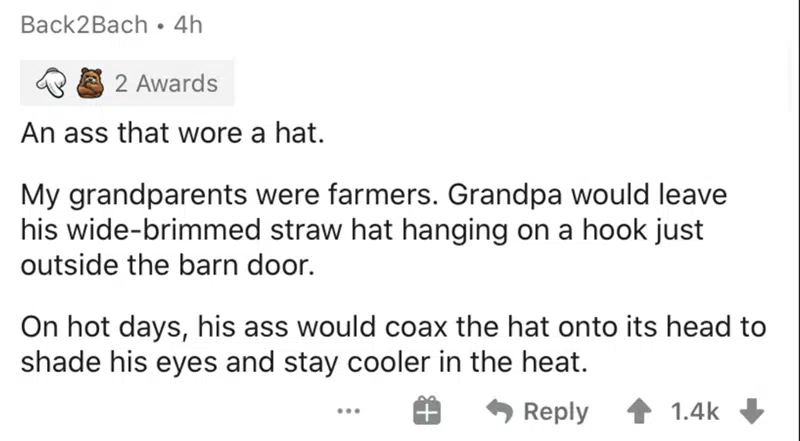 Back2Bach • 4h
2 Awards
An ass that wore a hat.
My grandparents were farmers. Grandpa would leave
his wide-brimmed straw hat hanging on a hook just
outside the barn door.
On hot days, his ass would coax the hat onto its head to
shade his eyes and stay cooler in the heat.
Reply 1.4k